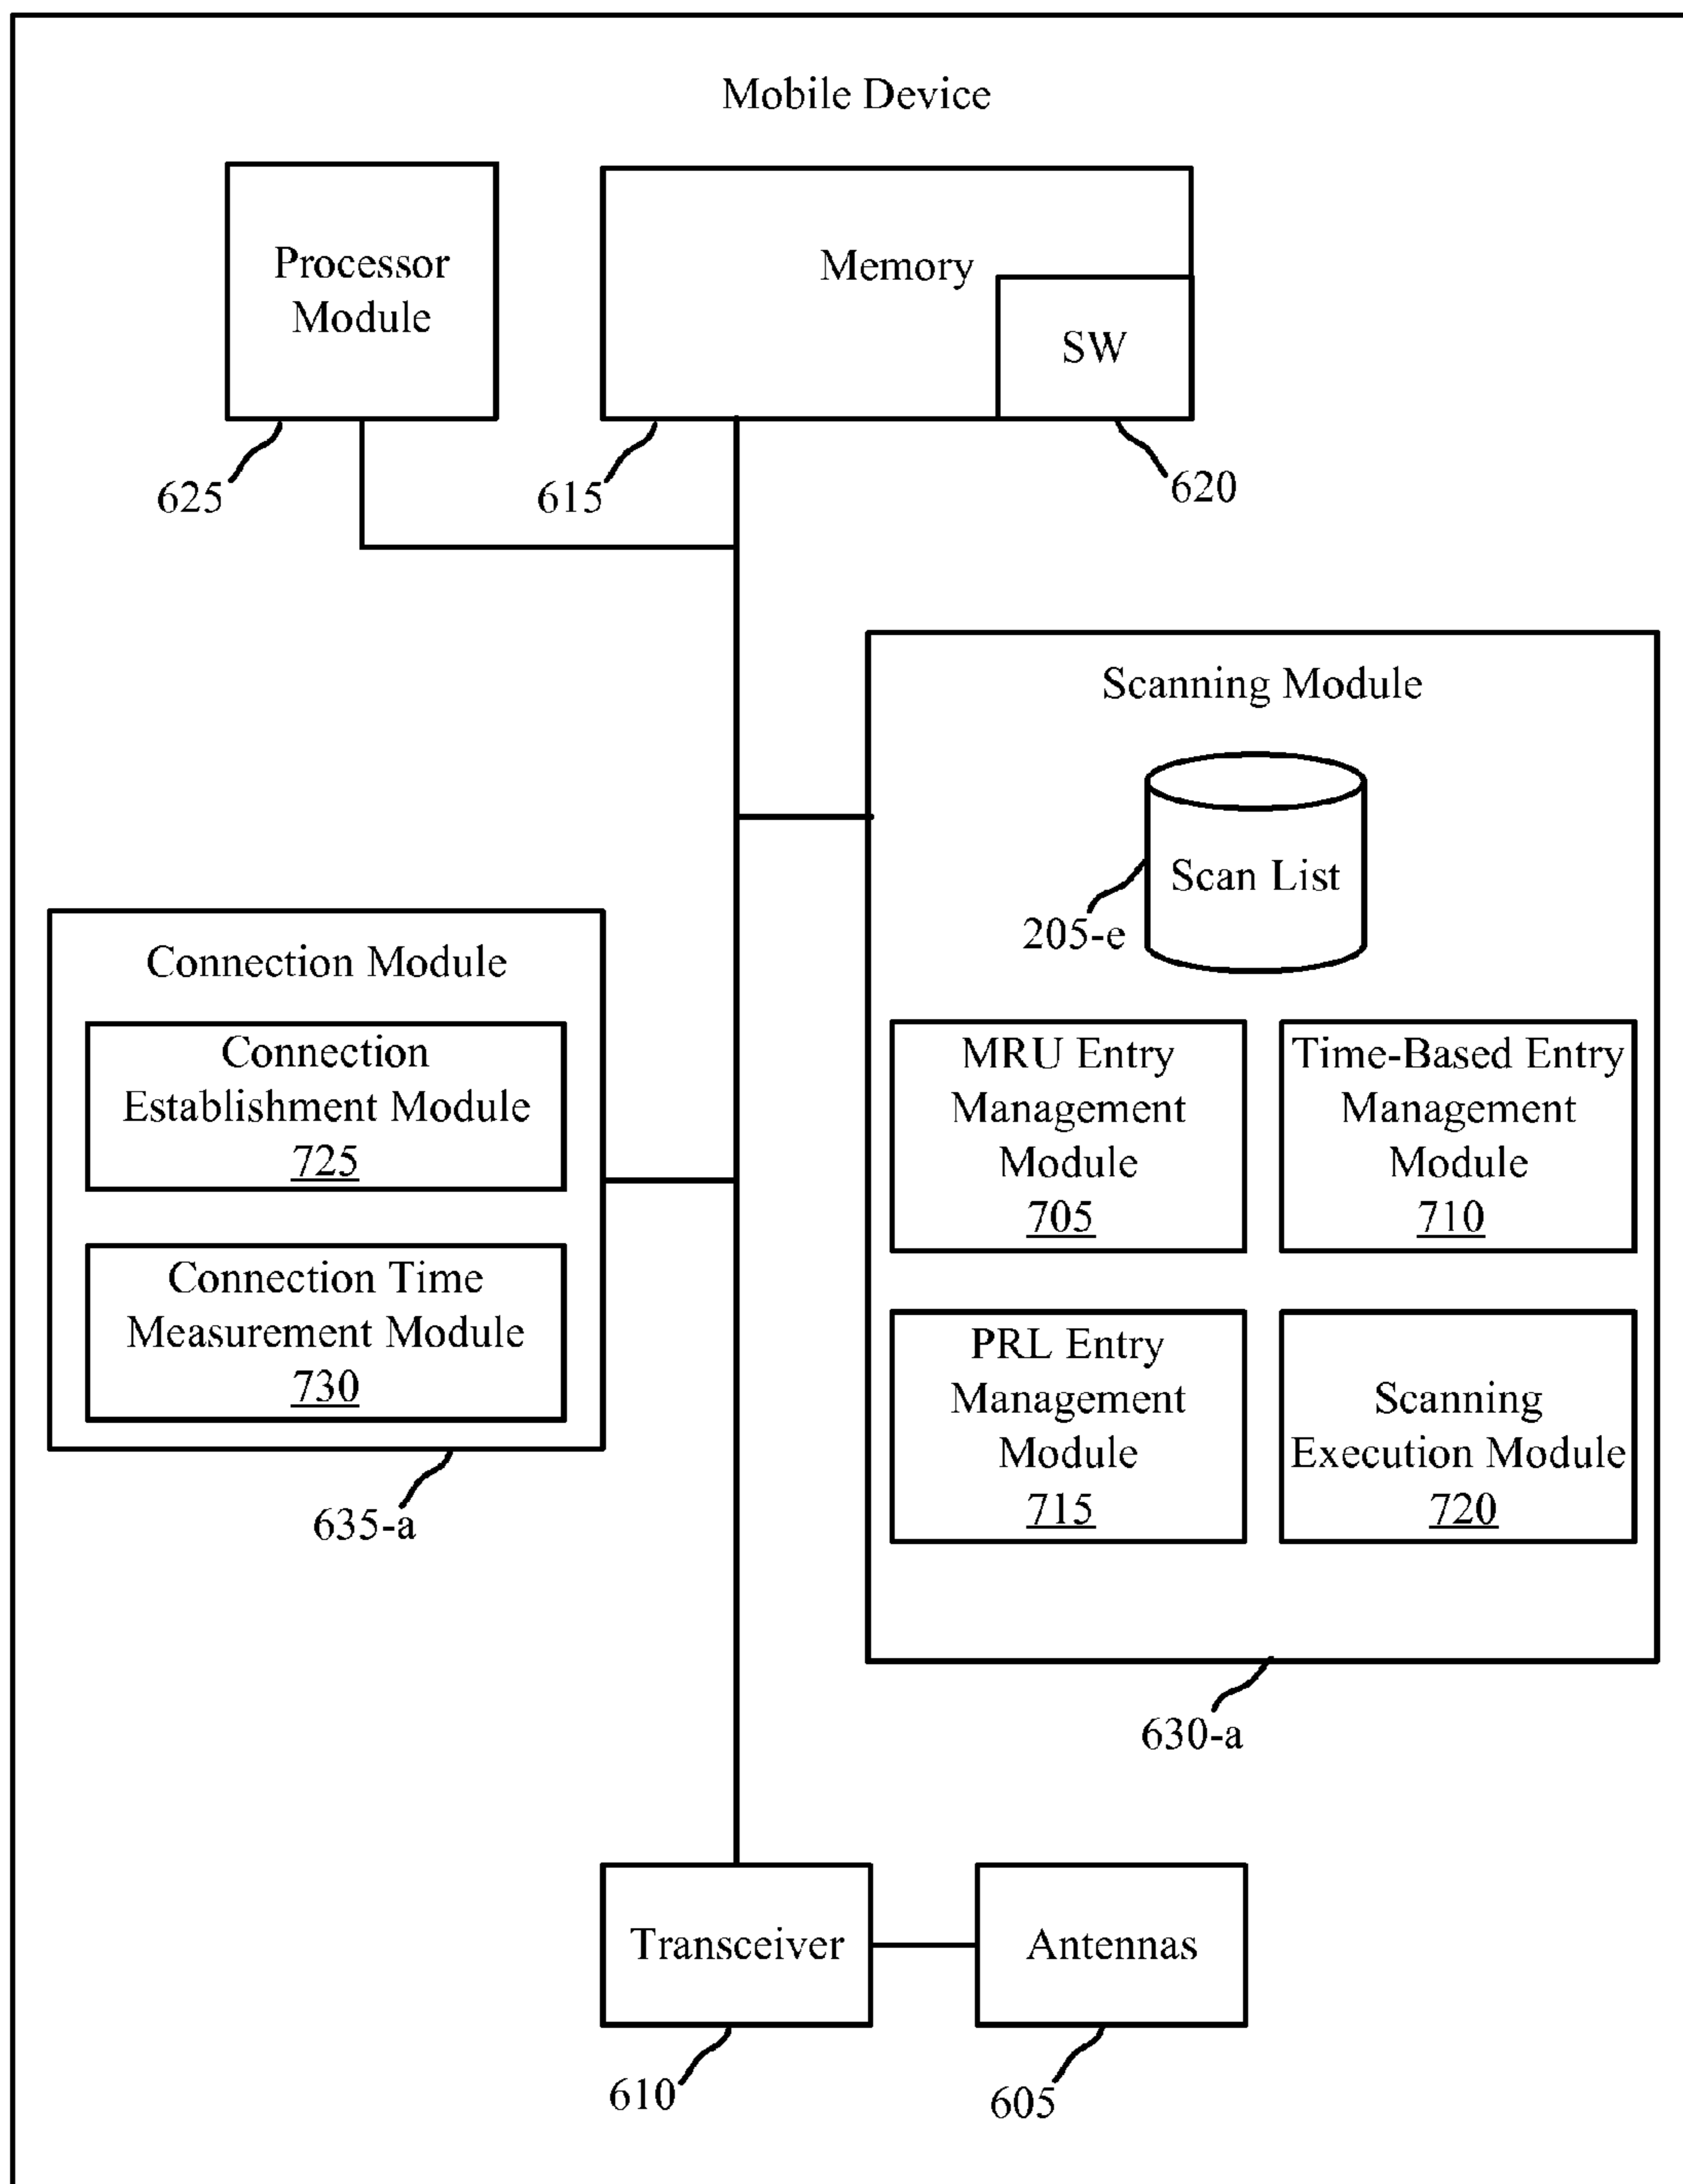 Mobile Device
Processor
Module
Memory
SW
625
615
620
Scanning Module
Scan List
205-e
Connection Module
Connection
Establishment Module
725
Connection Time
Measurement Module
730
635-a
MRU Entry
Management
Module
705
Time-Based Entry
Management
Module
710
PRL Entry
Management
Module
715
Scanning
Execution Module
720
630-a
Transceiver
Antennas
610
605